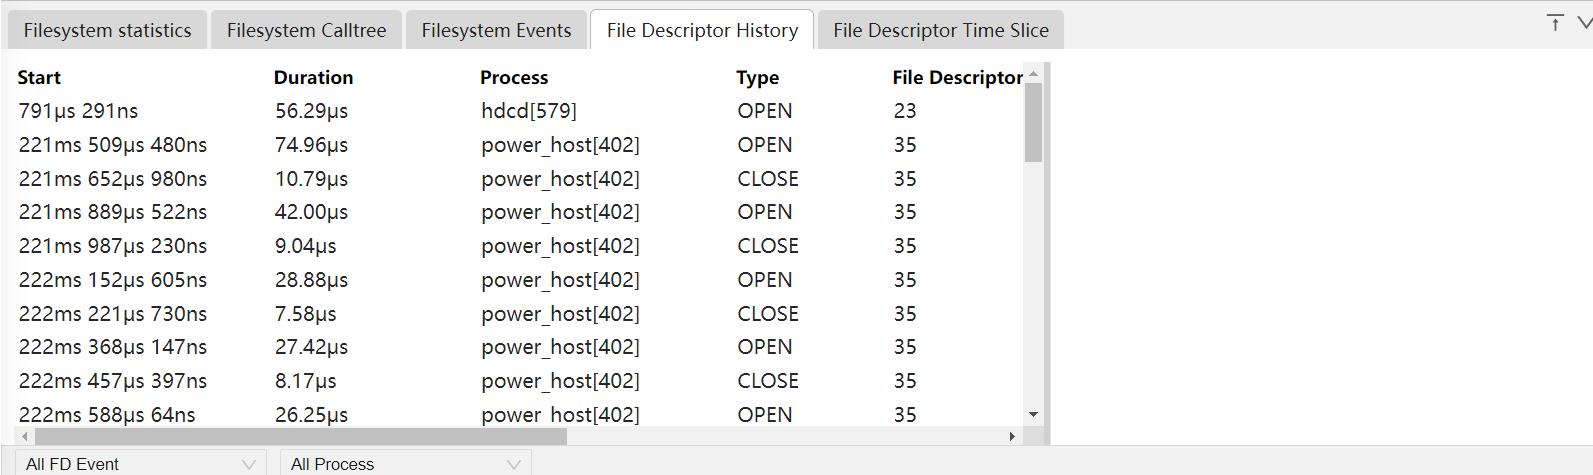 Filesystem statistics Filesystem Calltree Filesystem Events File Descriptor History File Descriptor Time Slice
Start Duration Process Type File Descriptor
791μs 291ns 56.29μs hdcd[579] OPEN 23
221ms 509μs 480ns 74.96μs power_host[402] OPEN 35
221ms 652μs 980ns 10.79μs power_host[402] CLOSE 35
221ms 889μs 522ns 42.00μs power_host[402] OPEN 35
221ms 987μs 230ns 9.04μs power_host[402] CLOSE 35
222ms 152μs 605ns 28.88μs power_host[402] OPEN 35
222ms 221μs 730ns 7.58μs power_host[402] CLOSE 35
222ms 368μs 147ns 27.42μs power_host[402] OPEN 35
222ms 457μs 397ns 8.17μs power_host[402] CLOSE 35
222ms 588μs 64ns 26.25μs power_host[402] OPEN 35
All FD Event All Process